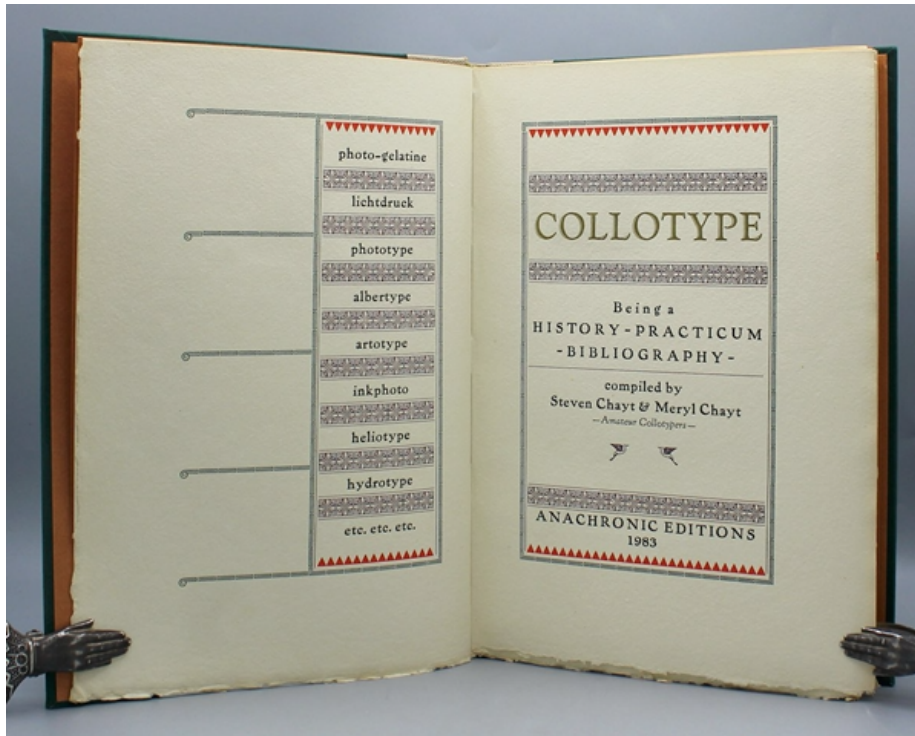 photo-gelatine
lichtdruck
phototype
albertype
artotype
inkphoto
heliotype
hydrotype
etc. etc. etc.
COLLOTYPE
Being a
HISTORY-PRACTICUM
-BIBLIOGRAPHY-
compiled by
Steven Chayt & Meryl Chayt
—Amateur Collotypers—
ANACHRONIC EDITIONS
1983